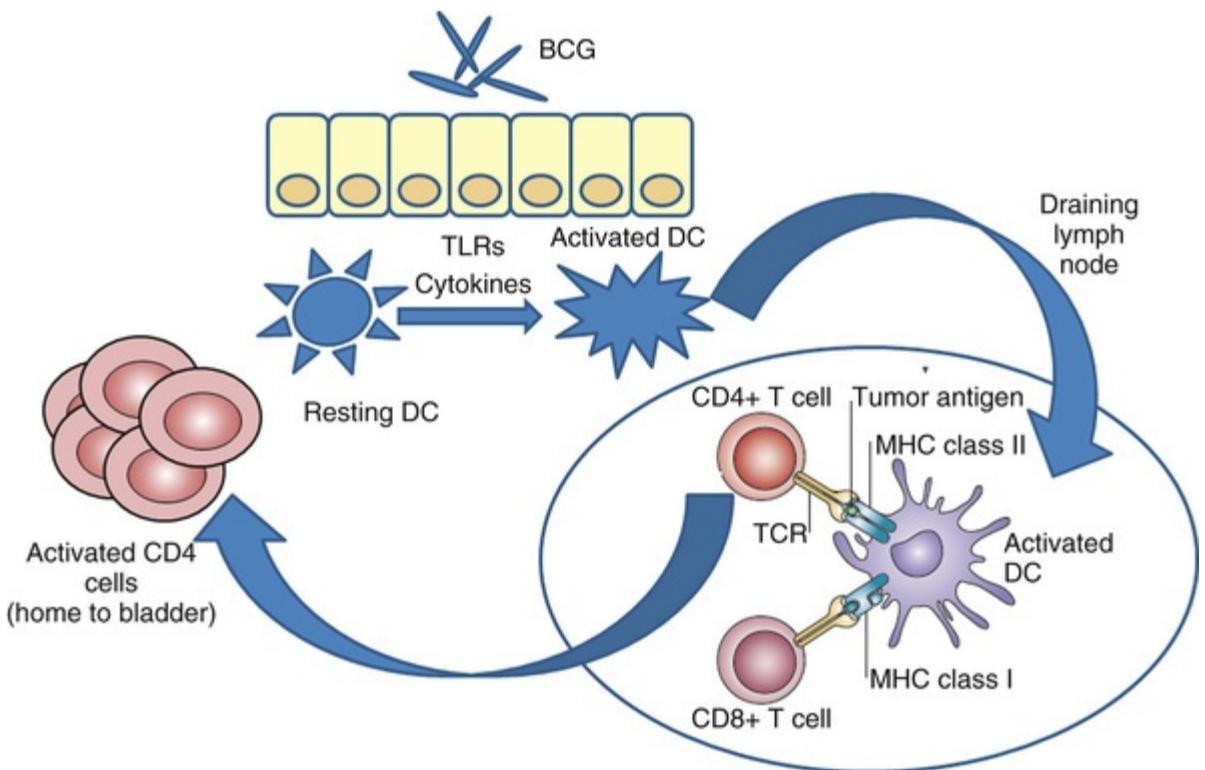 BCG
TLRs
Cytokines
Activated DC
Draining
lymph
node
Resting DC
CD4+ T cell
Tumor antigen
MHC class II
TCR
Activated
DC
MHC class I
CD8+ T cell
Activated CD4
cells
(home to bladder)